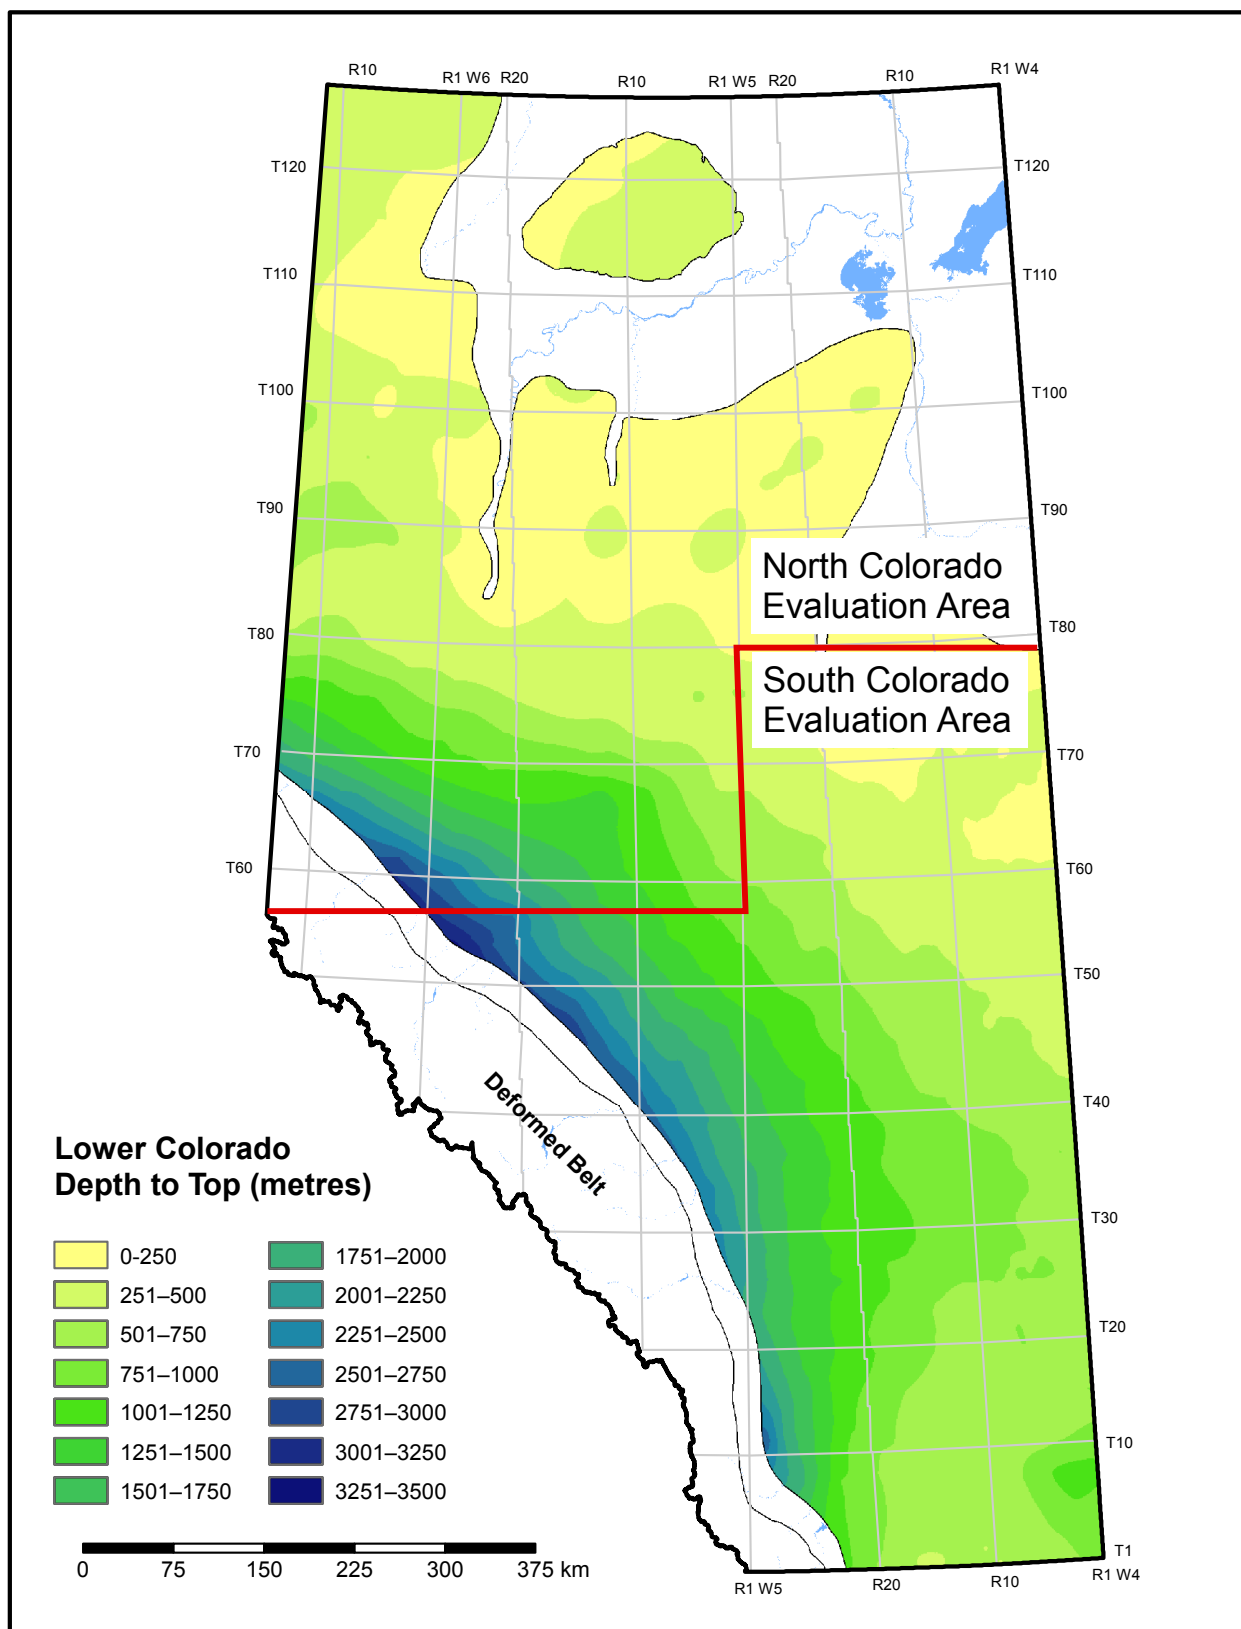 R10
R1 W6
R20
R10
R1 W5
R20
R10
R1 W4
T120
T120
T110
T110
T100
T100
T90
T90
North Colorado
Evaluation Area
T80
T80
South Colorado
Evaluation Area
T70
T70
T60
T60
T50
Deformed Belt
T40
T30
T20
T10
T1
R1 W5
R20
R10
R1 W4
Lower Colorado
Depth to Top (metres)
0-250
251–500
501–750
751–1000
1001–1250
1251–1500
1501–1750
1751–2000
2001–2250
2251–2500
2501–2750
2751–3000
3001–3250
3251–3500
0 75 150 225 300 375 km